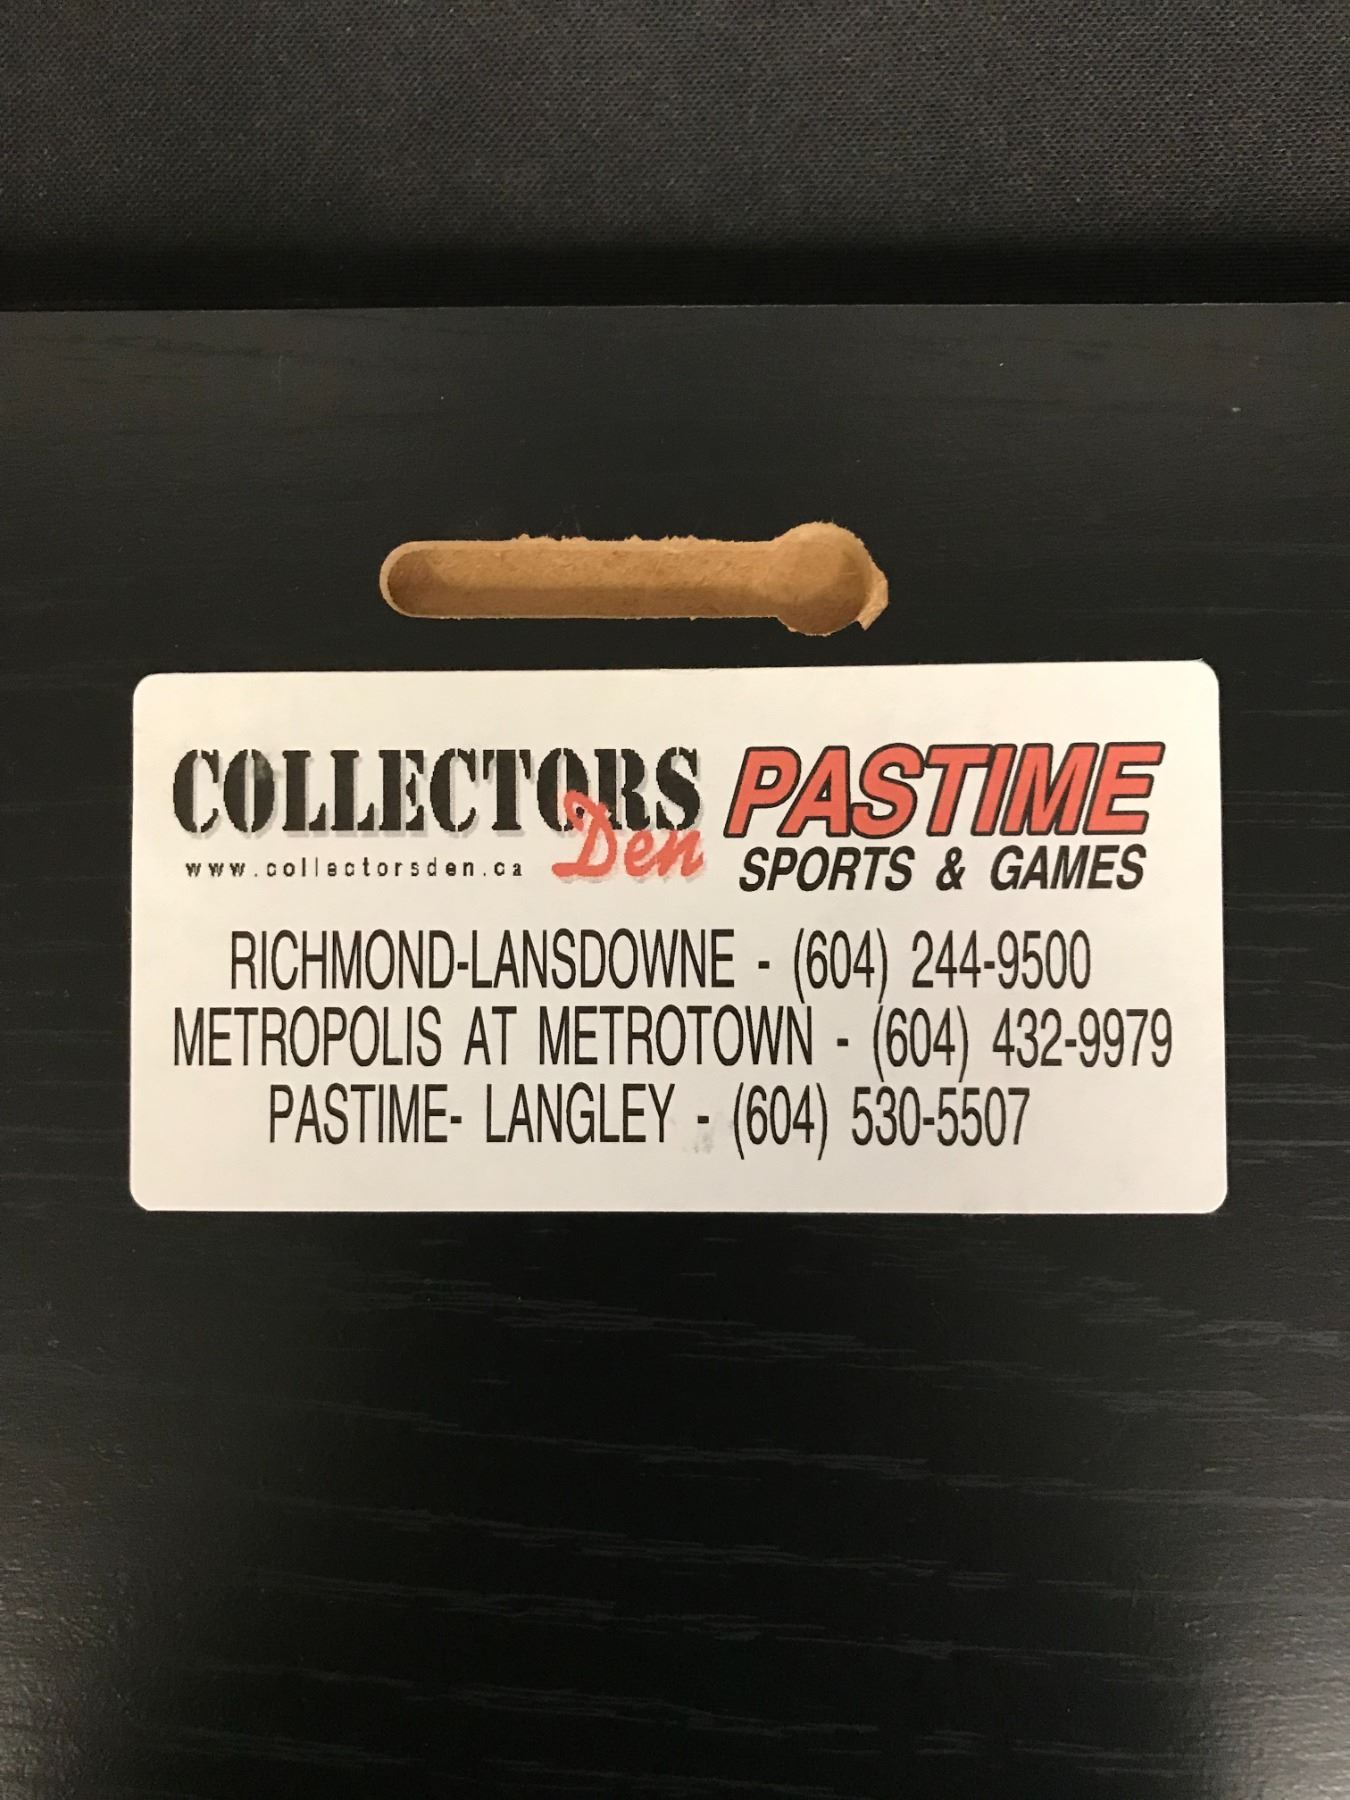 COLLECTORS Den
www.collectorsden.ca
PASTIME
SPORTS & GAMES
RICHMOND-LANSDOWNE - (604) 244-9500
METROPOLIS AT METROTOWN - (604) 432-9979
PASTIME- LANGLEY - (604) 530-5507